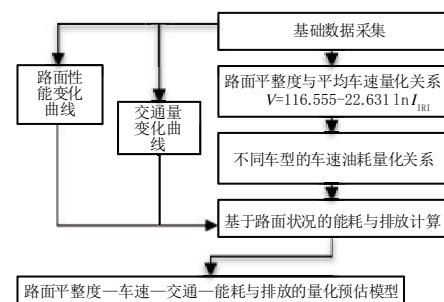 基础数据采集
路面性
能变化
曲线
交通量
变化曲
线
路面平整度与平均车速量化关系
V=116.555-22.631 ln I_IRI
不同车型的车速油耗量化关系
基于路面状况的能耗与排放计算
路面平整度—车速—交通—能耗与排放的量化预估模型